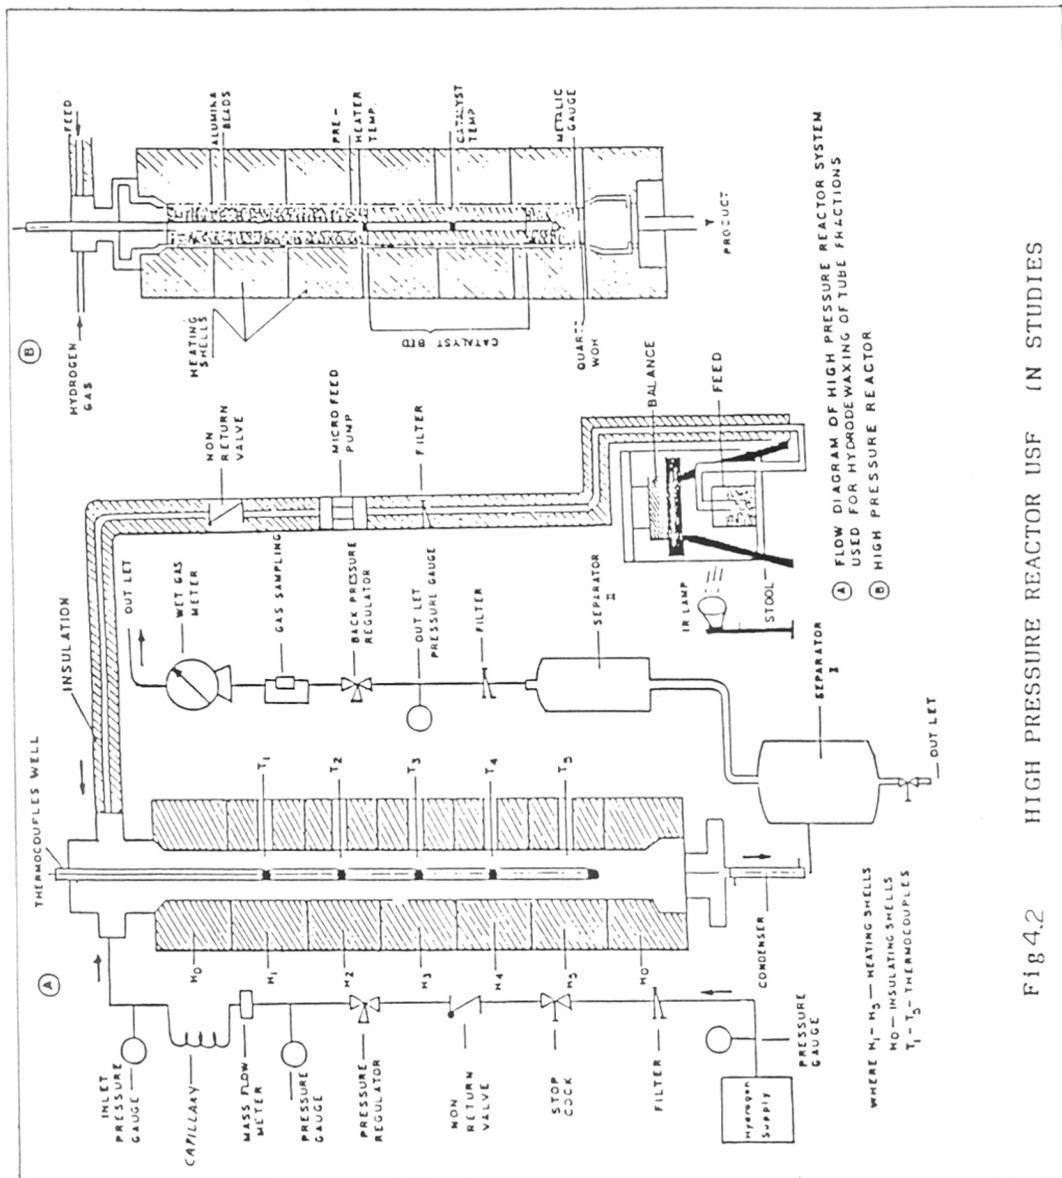 A
THERMOCOUPLES WELL
INSULATION
OUT LET
WET GAS
METER
GAS SAMPLING
BACK PRESSURE
REGULATOR
OUT LET
PRESSURE GAUGE
FILTER
SEPARATOR
II
INLET
PRESSURE
GAUGE
CAPILLARY
MASS FLOW
METER
PRESSURE
GAUGE
PRESSURE
REGULATOR
NON
RETURN
VALVE
STOP
COCK
FILTER
PRESSURE
GAUGE
Hydrogen
Supply
H0
H1
H2
H3
H4
H5
H0
T1
T2
T3
T4
T5
CONDENSER
SEPARATOR
I
OUT LET
WHERE H1 - H5 — HEATING SHELLS
H0 — INSULATING SHELLS
T1 - T5 - THERMOCOUPLES
NON
RETURN
VALVE
MICRO FEED
PUMP
FILTER
BALANCE
FEED
IR LAMP
STOOL
B
HYDROGEN
GAS
FEED
HEATING
SHELLS
ALUMINA
BEADS
PRE-
HEATER
TEMP.
CATALYST
TEMP
METALLIC
GAUGE
CATALYST BED
PRODUCT
A FLOW DIAGRAM OF HIGH PRESSURE REACTOR SYSTEM
USED FOR HYDRODEWAXING OF TUBE FRACTIONS
B HIGH PRESSURE REACTOR
Fig 4.2 HIGH PRESSURE REACTOR USF IN STUDIES